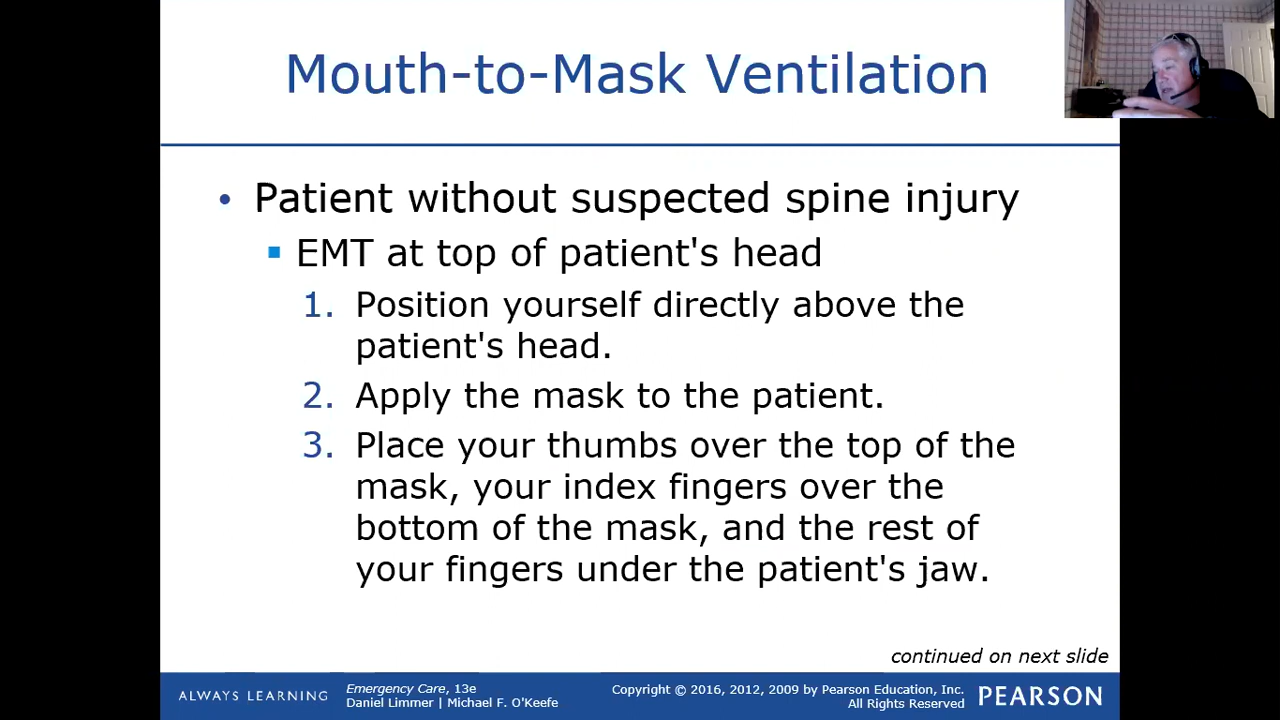 Mouth-to-Mask Ventilation
• Patient without suspected spine injury
▪ EMT at top of patient's head
1. Position yourself directly above the
patient's head.
2. Apply the mask to the patient.
3. Place your thumbs over the top of the
mask, your index fingers over the
bottom of the mask, and the rest of
your fingers under the patient's jaw.
continued on next slide
ALWAYS LEARNING
Emergency Care, 13e
Daniel Limmer | Michael F. O'Keefe
Copyright © 2016, 2012, 2009 by Pearson Education, Inc.
All Rights Reserved
PEARSON